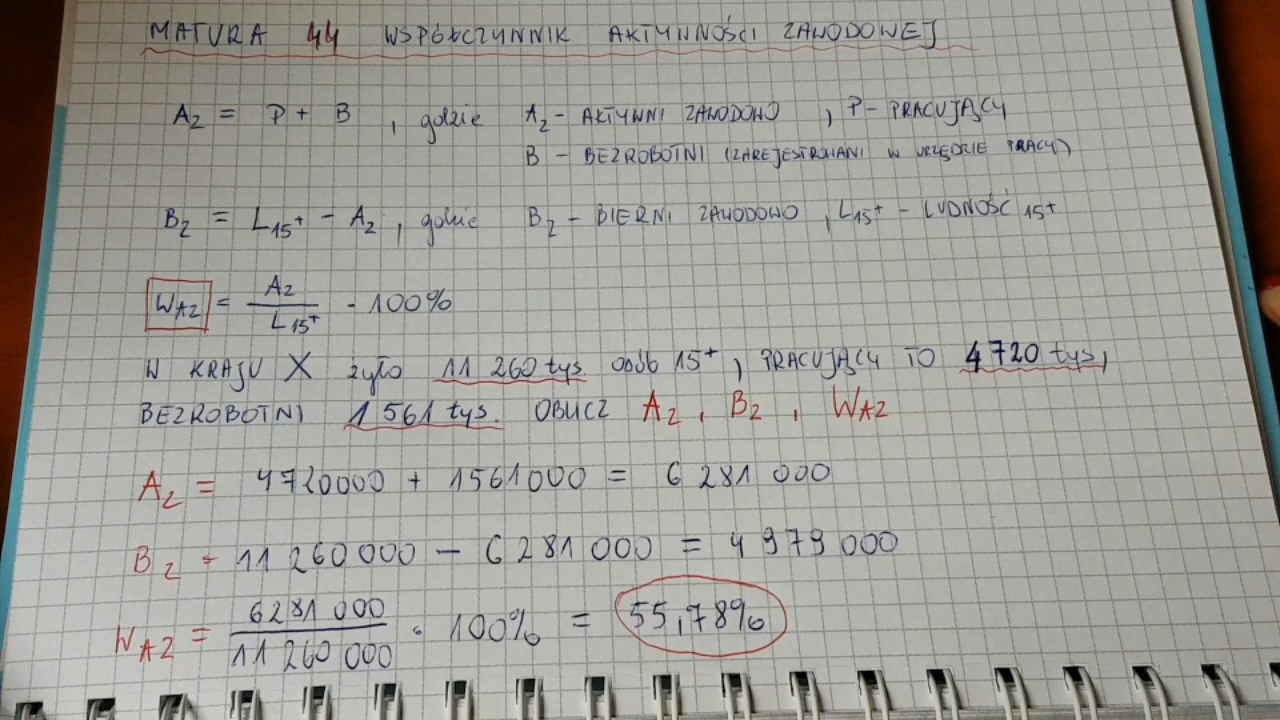 MATURA 44 WSPÓŁCZYNNIK AKTYWNOŚCI ZAWODOWEJ
AZ = P + B , gdzie AZ - AKTYWNI ZAWODOWO , P - PRACUJĄCY
B - BEZROBOTNI (ZAREJESTROWANI W URZĘDZIE PRACY)
BZ = L15+ - AZ , gdzie BZ - BIERNI ZAWODOWO , L15+ - LUDNOŚĆ 15+
WAZ = AZ / L15+ · 100%
W KRAJU X żyło 11 260 tys. osób 15+ , PRACUJĄCY TO 4720 tys,
BEZROBOTNI 1 561 tys. OBLICZ AZ , BZ , WAZ
AZ = 4720000 + 1561000 = 6 281 000
BZ = 11 260 000 - 6 281 000 = 4 979 000
WAZ = 6281 000 / 11 260 000 · 100% = 55,78%